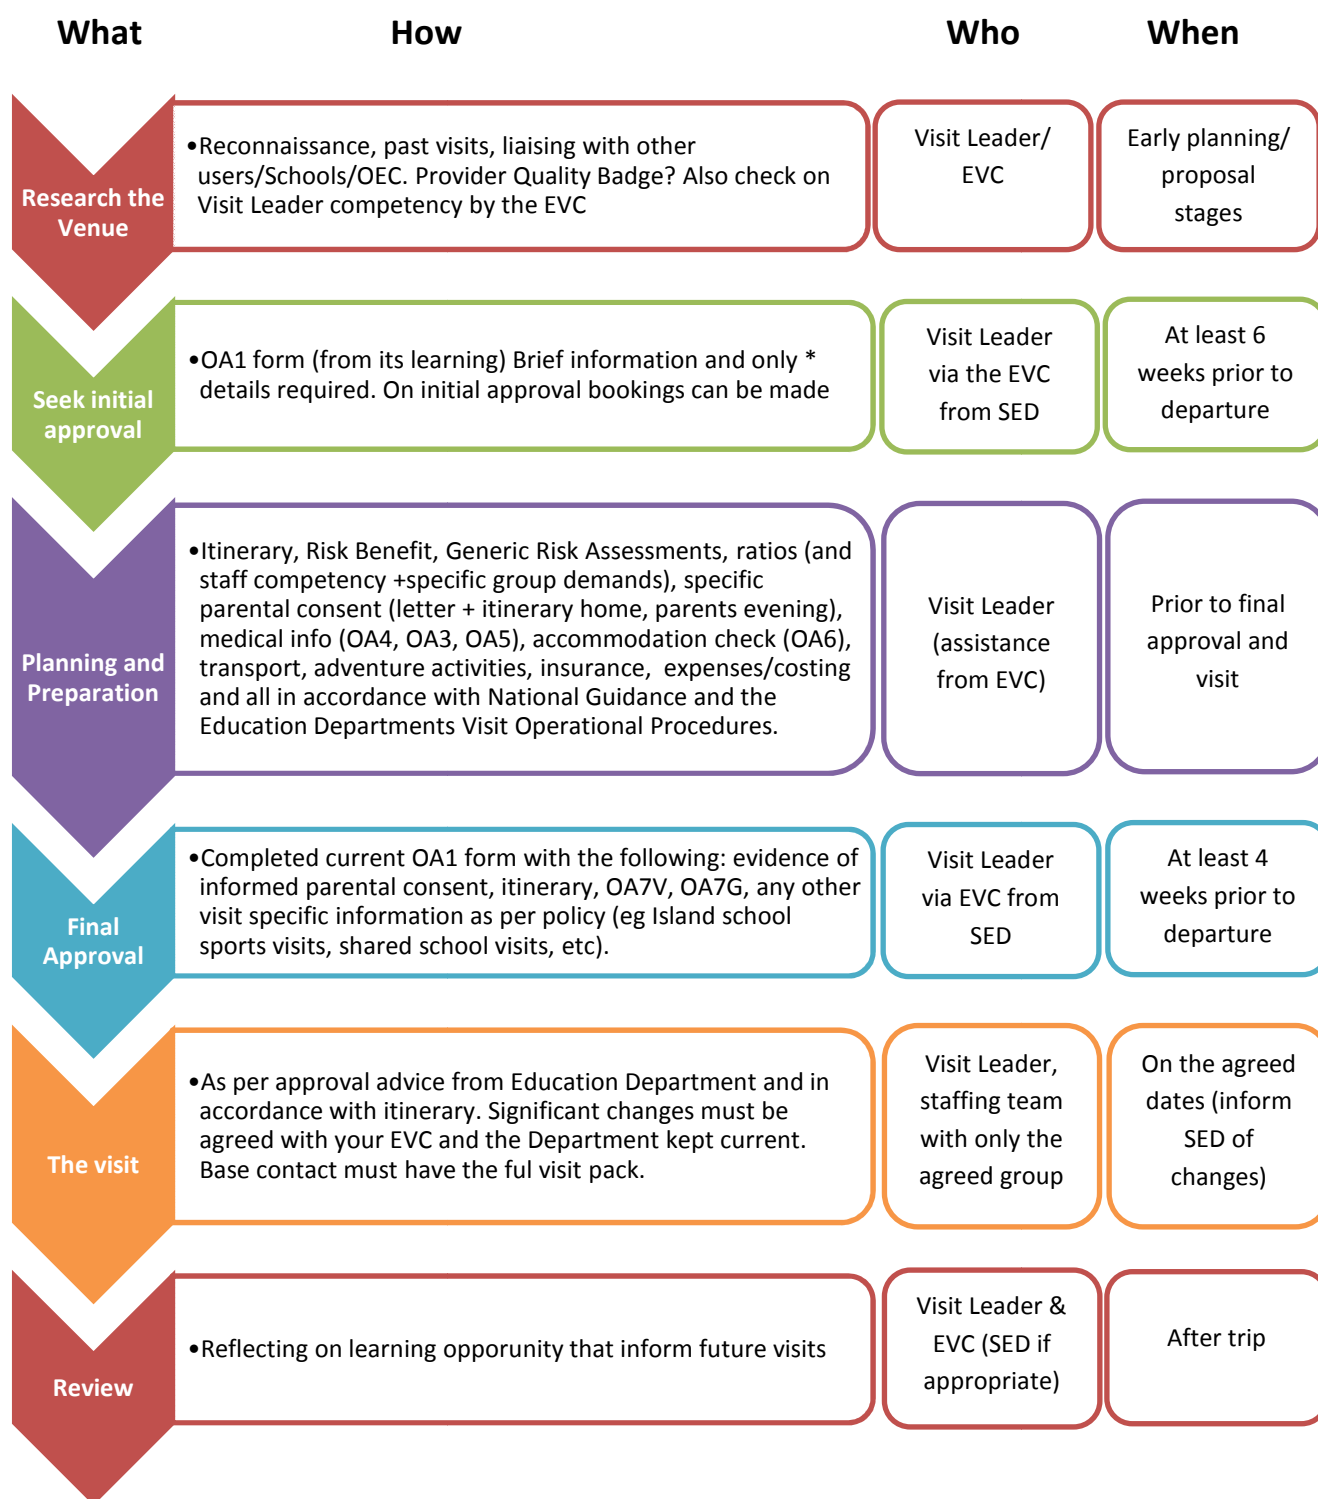 What How Who When
Research the
Venue
•Reconnaissance, past visits, liaising with other
users/Schools/OEC. Provider Quality Badge? Also check on
Visit Leader competency by the EVC
Visit Leader/
EVC
Early planning/
proposal
stages
Seek initial
approval
•OA1 form (from its learning) Brief information and only *
details required. On initial approval bookings can be made
Visit Leader
via the EVC
from SED
At least 6
weeks prior to
departure
Planning and
Preparation
•Itinerary, Risk Benefit, Generic Risk Assessments, ratios (and
staff competency +specific group demands), specific
parental consent (letter + itinerary home, parents evening),
medical info (OA4, OA3, OA5), accommodation check (OA6),
transport, adventure activities, insurance, expenses/costing
and all in accordance with National Guidance and the
Education Departments Visit Operational Procedures.
Visit Leader
(assistance
from EVC)
Prior to final
approval and
visit
Final
Approval
•Completed current OA1 form with the following: evidence of
informed parental consent, itinerary, OA7V, OA7G, any other
visit specific information as per policy (eg Island school
sports visits, shared school visits, etc).
Visit Leader
via EVC from
SED
At least 4
weeks prior to
departure
The visit
•As per approval advice from Education Department and in
accordance with itinerary. Significant changes must be
agreed with your EVC and the Department kept current.
Base contact must have the ful visit pack.
Visit Leader,
staffing team
with only the
agreed group
On the agreed
dates (inform
SED of
changes)
Review
•Reflecting on learning opporunity that inform future visits
Visit Leader &
EVC (SED if
appropriate)
After trip